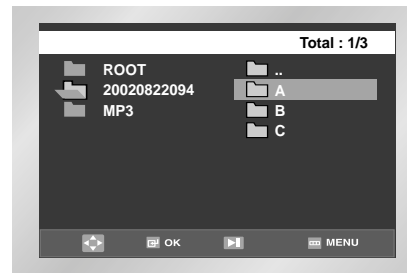 Total : 1/3
ROOT
20020822094
MP3
..
A
B
C
OK
MENU